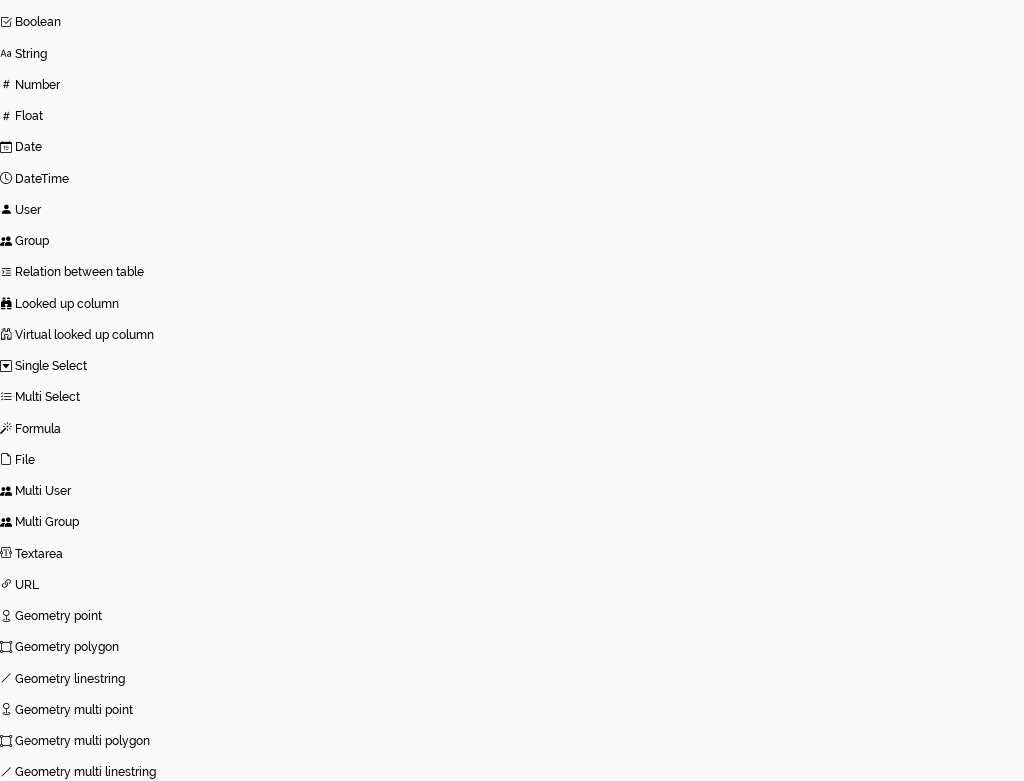 Boolean
Aa String
# Number
# Float
Date
DateTime
User
Group
Relation between table
Looked up column
Virtual looked up column
Single Select
Multi Select
Formula
File
Multi User
Multi Group
Textarea
URL
Geometry point
Geometry polygon
Geometry linestring
Geometry multi point
Geometry multi polygon
Geometry multi linestring